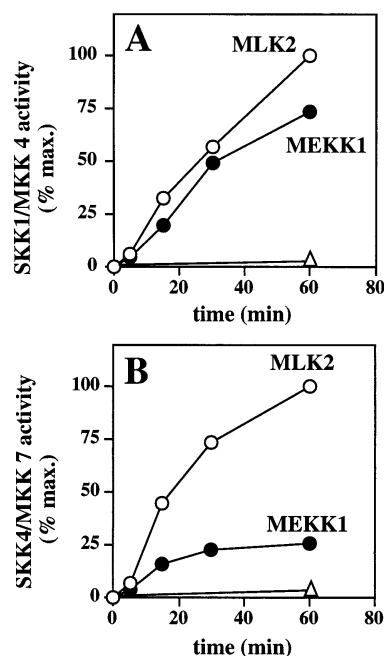 A
MLK2
MEKK1
SKK1/MKK 4 activity
(% max.)
100
75
50
25
0
0 20 40 60 80
time (min)
B
MLK2
MEKK1
SKK4/MKK 7 activity
(% max.)
100
75
50
25
0
0 20 40 60 80
time (min)